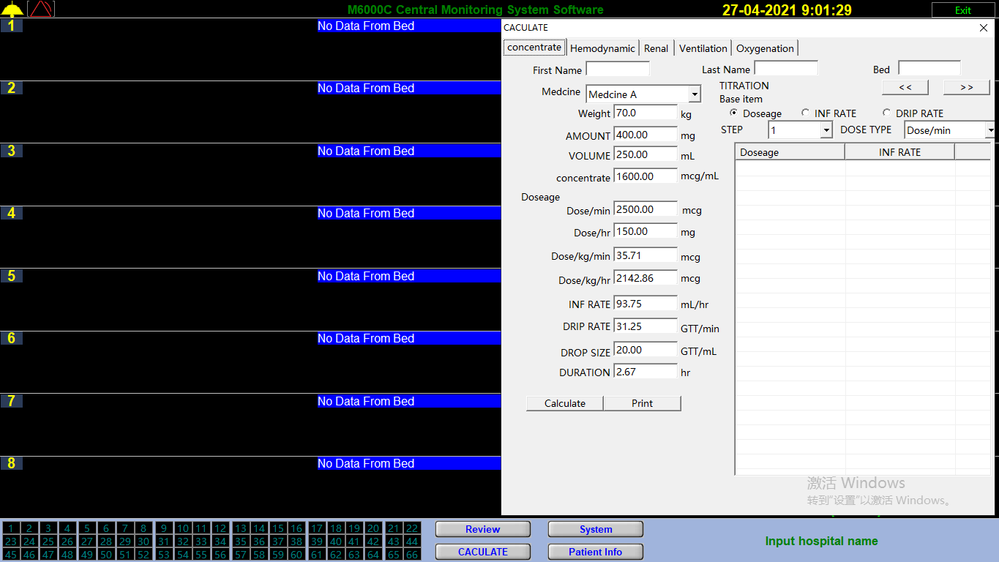 M6000C Central Monitoring System Software
27-04-2021 9:01:29
Exit
1 No Data From Bed
2 No Data From Bed
3 No Data From Bed
4 No Data From Bed
5 No Data From Bed
6 No Data From Bed
7 No Data From Bed
8 No Data From Bed
CACULATE
concentrate Hemodynamic Renal Ventilation Oxygenation
First Name
Last Name
Bed
Medcine Medcine A
Weight 70.0 kg
AMOUNT 400.00 mg
VOLUME 250.00 mL
concentrate 1600.00 mcg/mL
Doseage
Dose/min 2500.00 mcg
Dose/hr 150.00 mg
Dose/kg/min 35.71 mcg
Dose/kg/hr 2142.86 mcg
INF RATE 93.75 mL/hr
DRIP RATE 31.25 GTT/min
DROP SIZE 20.00 GTT/mL
DURATION 2.67 hr
Calculate Print
TITRATION
<< >>
Base item
Doseage INF RATE DRIP RATE
STEP 1 DOSE TYPE Dose/min
Doseage INF RATE
激活 Windows
转到"设置"以激活 Windows。
1 2 3 4 5 6 7 8 9 10 11 12 13 14 15 16 17 18 19 20 21 22
23 24 25 26 27 28 29 30 31 32 33 34 35 36 37 38 39 40 41 42 43 44
45 46 47 48 49 50 51 52 53 54 55 56 57 58 59 60 61 62 63 64 65 66
Review System
CACULATE Patient Info
Input hospital name